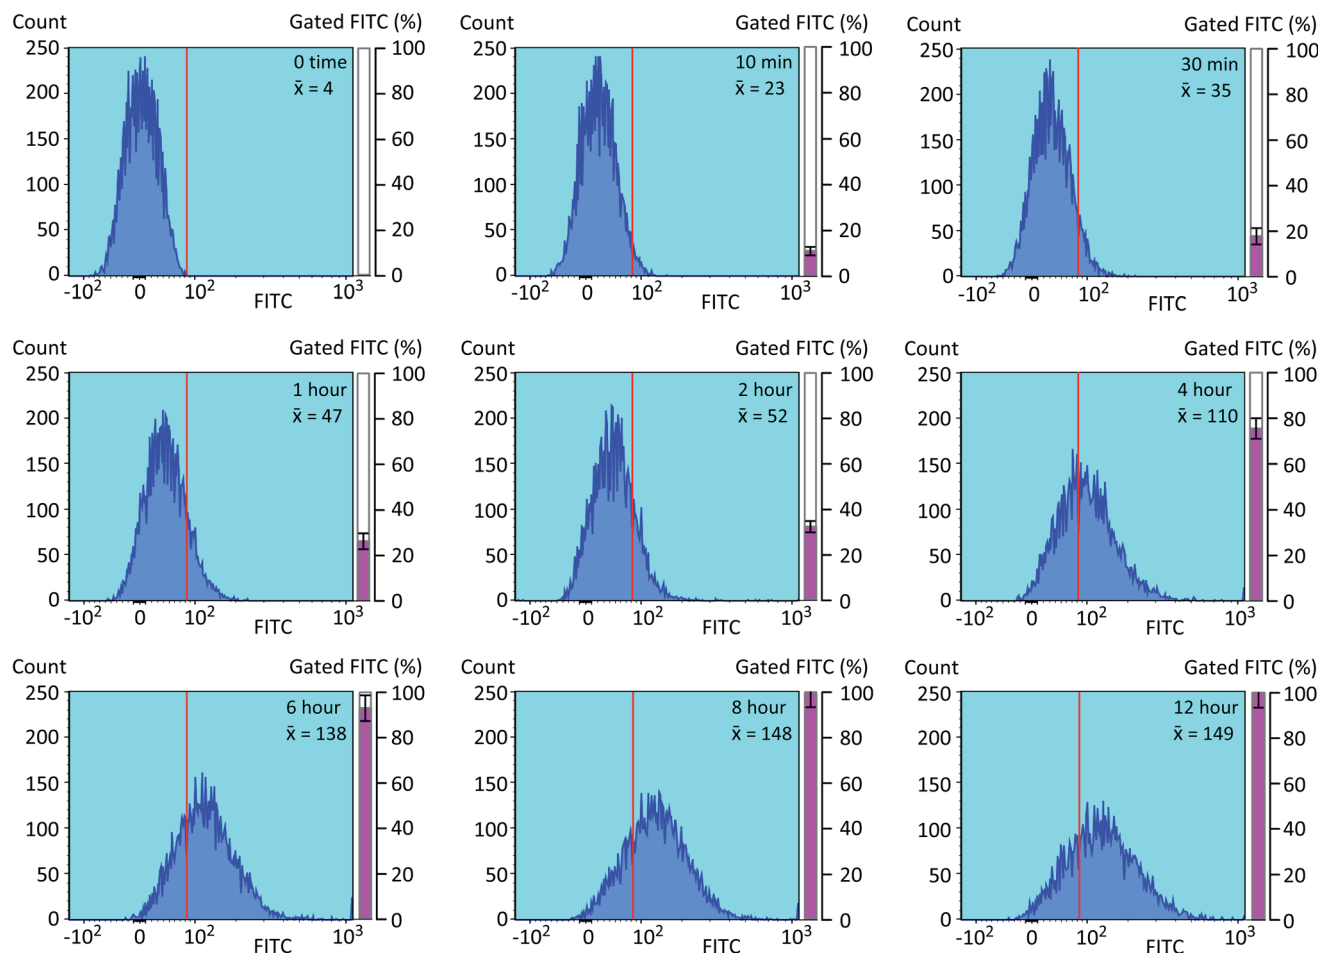 Count Gated FITC (%) Count Gated FITC (%) Count Gated FITC (%)
250 100 250 100 250 100
0 time 10 min 30 min
x̄ = 4 x̄ = 23 x̄ = 35
200 80 200 80 200 80
150 60 150 60 150 60
100 40 100 40 100 40
50 20 50 20 50 20
0 0 0 0 0 0
-10² 0 10² 10³ -10² 0 10² 10³ -10² 0 10² 10³
FITC FITC FITC
Count Gated FITC (%) Count Gated FITC (%) Count Gated FITC (%)
250 100 250 100 250 100
1 hour 2 hour 4 hour
x̄ = 47 x̄ = 52 x̄ = 110
200 80 200 80 200 80
150 60 150 60 150 60
100 40 100 40 100 40
50 20 50 20 50 20
0 0 0 0 0 0
-10² 0 10² 10³ -10² 0 10² 10³ -10² 0 10² 10³
FITC FITC FITC
Count Gated FITC (%) Count Gated FITC (%) Count Gated FITC (%)
250 100 250 100 250 100
6 hour 8 hour 12 hour
x̄ = 138 x̄ = 148 x̄ = 149
200 80 200 80 200 80
150 60 150 60 150 60
100 40 100 40 100 40
50 20 50 20 50 20
0 0 0 0 0 0
-10² 0 10² 10³ -10² 0 10² 10³ -10² 0 10² 10³
FITC FITC FITC